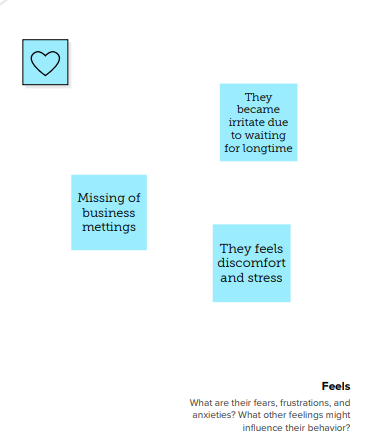 They
became
irritate due
to waiting
for longtime
Missing of
business
mettings
They feels
discomfort
and stress
Feels
What are their fears, frustrations, and
anxieties? What other feelings might
influence their behavior?